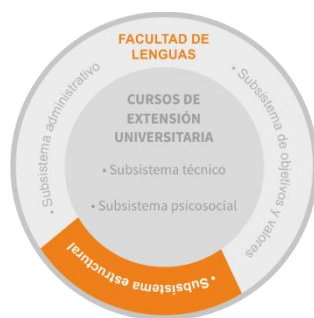 FACULTAD DE
LENGUAS
CURSOS DE
EXTENSIÓN
UNIVERSITARIA
• Subsistema técnico
• Subsistema psicosocial
• Subsistema administrativo
• Subsistema de objetivos y valores
• Subsistema estructural